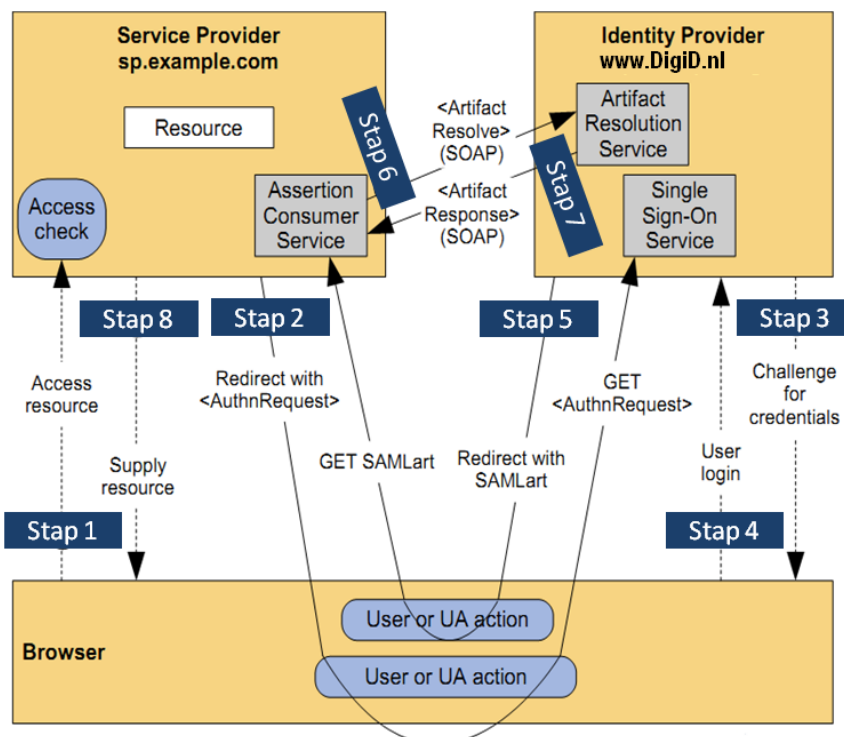 Service Provider
sp.example.com
Resource
Access
check
Assertion
Consumer
Service
Stap 6
<Artifact
Resolve>
(SOAP)
<Artifact
Response>
(SOAP)
Identity Provider
www.DigiD.nl
Artifact
Resolution
Service
Stap 7
Single
Sign-On
Service
Stap 8
Stap 2
Stap 5
Stap 3
Access
resource
Redirect with
<AuthnRequest>
GET
<AuthnRequest>
Challenge
for
credentials
Supply
resource
GET SAMLart
Redirect with
SAMLart
User
login
Stap 1
Stap 4
User or UA action
Browser
User or UA action